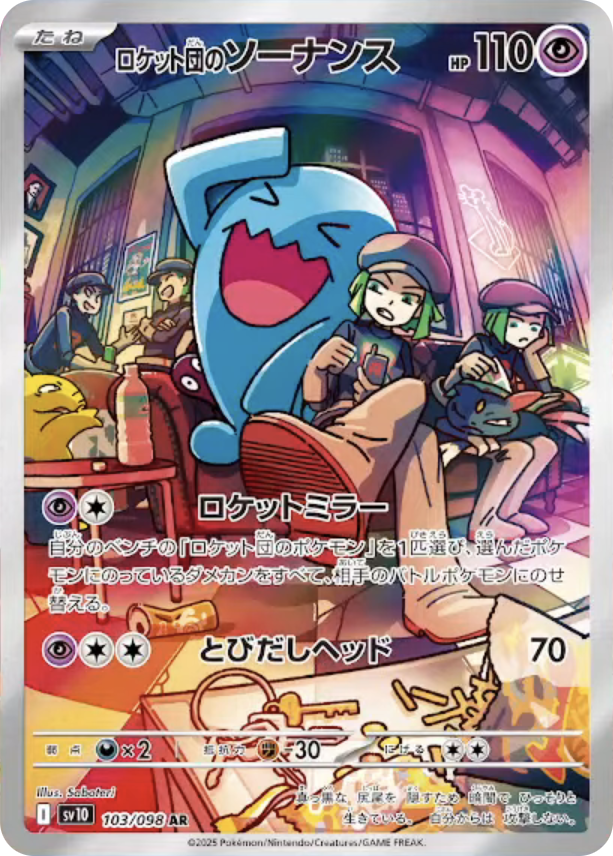 たね
ロケット団のソーナンス HP 110
ロケットミラー
自分のベンチの「ロケット団のポケモン」を1匹選び、選んだポケ
モンにのっているダメカンをすべて、相手のバトルポケモンにのせ
替える。
とびだしヘッド 70
弱点 ×2 抵抗力 -30 にげる
Illus. Saboteri
真っ黒な 尻尾を 隠すため 暗闇で ひっそりと
生きている。 自分からは 攻撃しない。
I sv10 103/098 AR
©2025 Pokémon/Nintendo/Creatures/GAME FREAK.